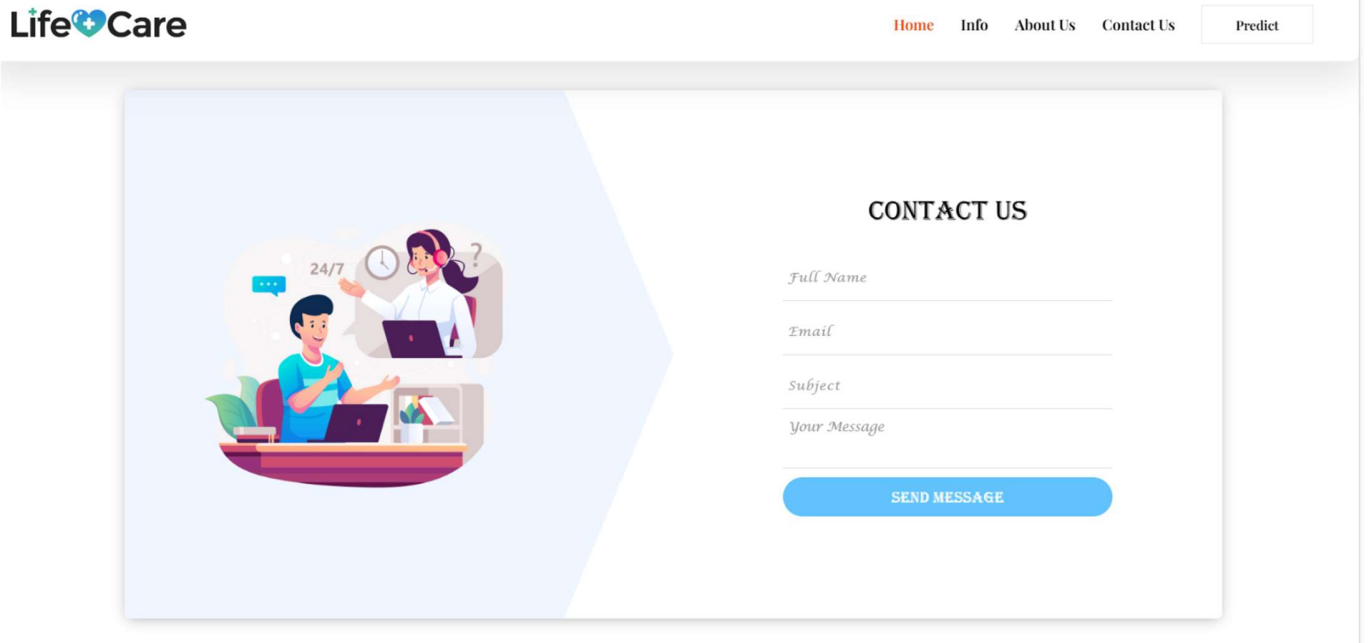 Life Care
Home Info About Us Contact Us Predict
CONTACT US
24/7
?
Full Name
Email
Subject
Your Message
SEND MESSAGE